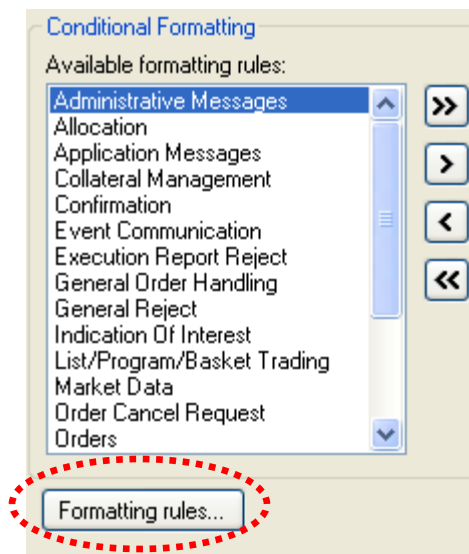 Conditional Formatting
Available formatting rules:
Administrative Messages
Allocation
Application Messages
Collateral Management
Confirmation
Event Communication
Execution Report Reject
General Order Handling
General Reject
Indication Of Interest
List/Program/Basket Trading
Market Data
Order Cancel Request
Orders
>>
>
<
<<
Formatting rules...